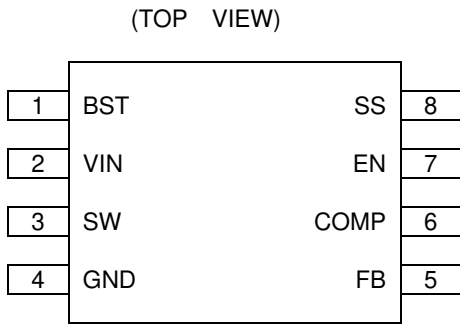 (TOP VIEW)
1 BST SS 8
2 VIN EN 7
3 SW COMP 6
4 GND FB 5